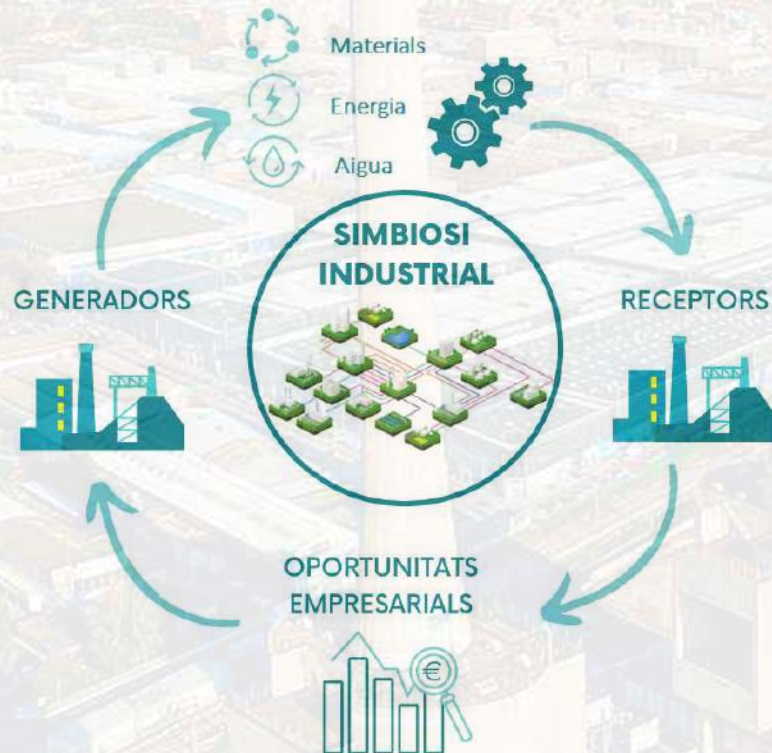 Materials
Energia
Aigua
SIMBIOSI
INDUSTRIAL
GENERADORS
RECEPTORS
OPORTUNITATS
EMPRESARIALS
€